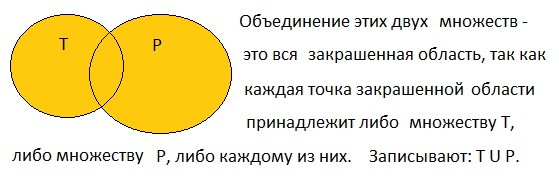 T P
Объединение этих двух множеств -
это вся закрашенная область, так как
каждая точка закрашенной области
принадлежит либо множеству Т,
либо множеству Р, либо каждому из них. Записывают: T U P.